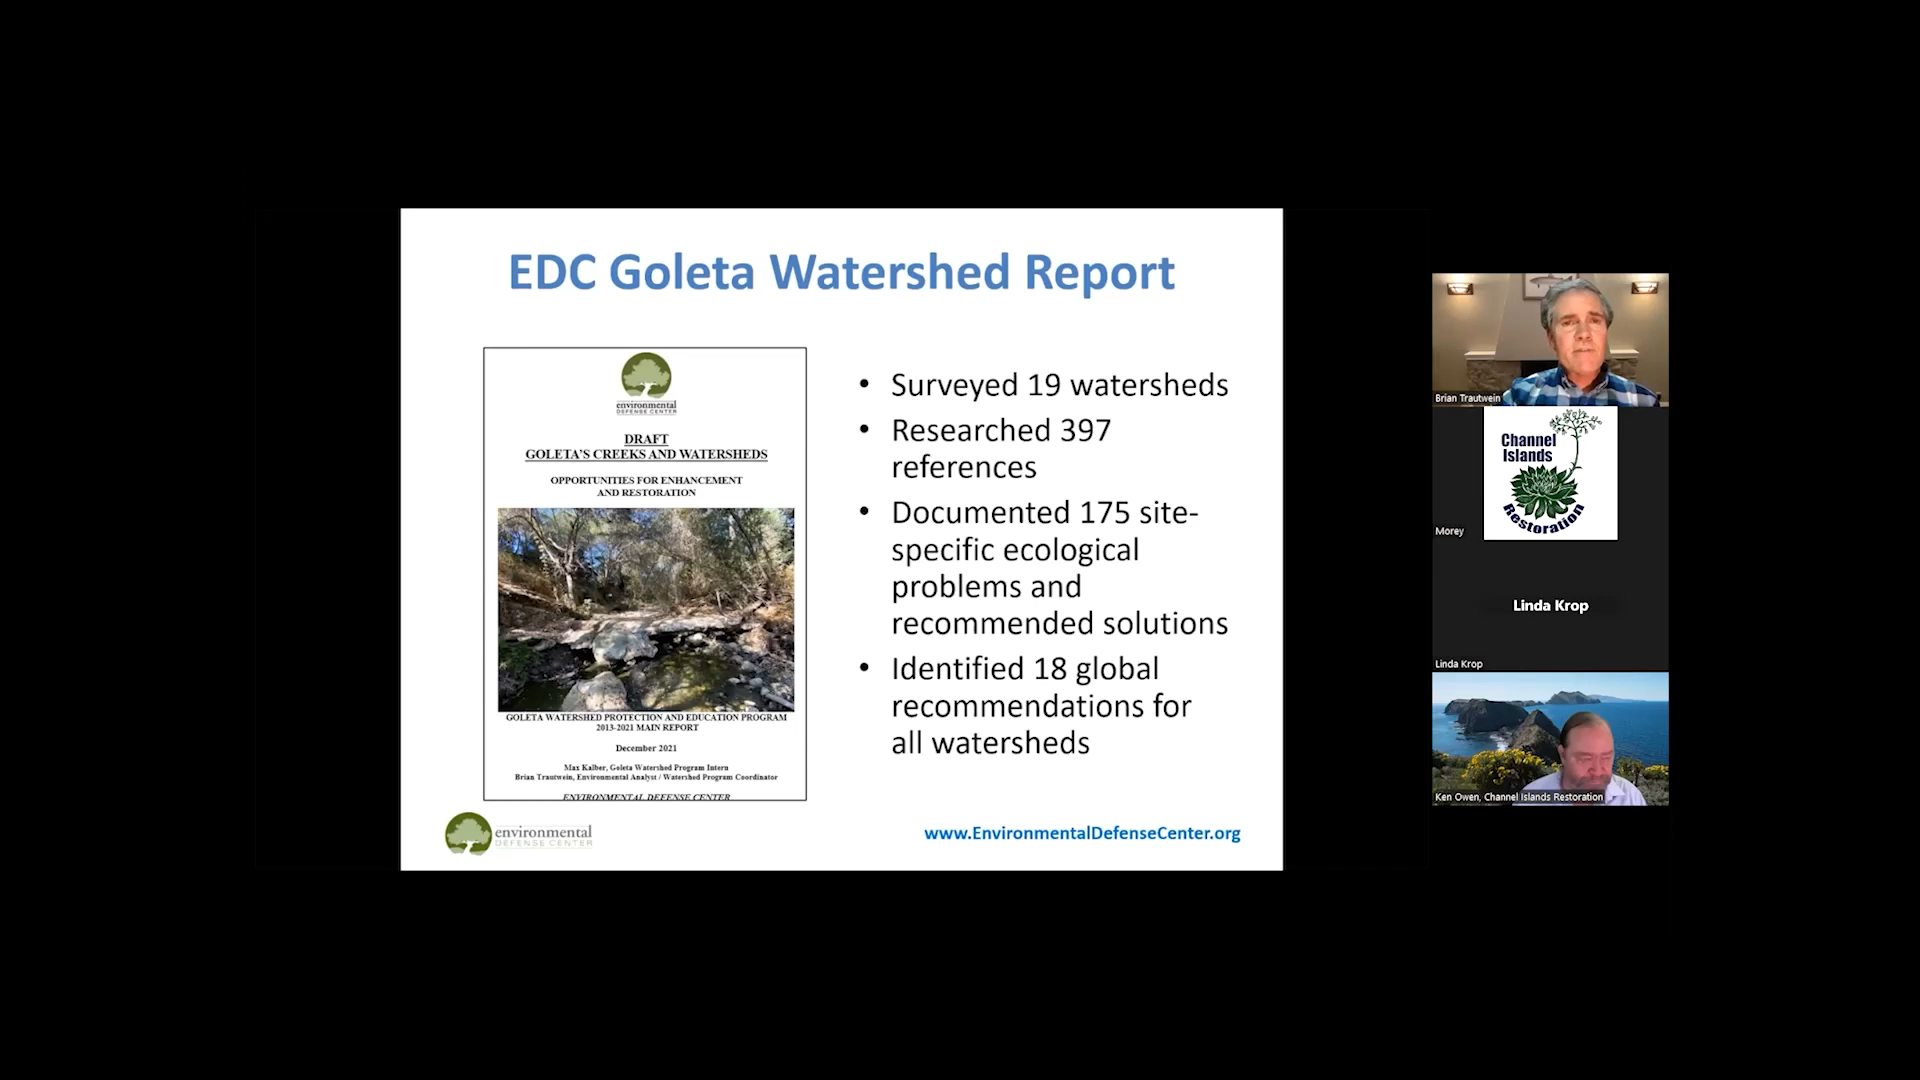 EDC Goleta Watershed Report
environmental
DEFENSE CENTER
DRAFT
GOLETA'S CREEKS AND WATERSHEDS
OPPORTUNITIES FOR ENHANCEMENT
AND RESTORATION
GOLETA WATERSHED PROTECTION AND EDUCATION PROGRAM
2013-2021 MAIN REPORT
December 2021
Max Kalber, Goleta Watershed Program Intern
Brian Trautwein, Environmental Analyst / Watershed Program Coordinator
ENVIRONMENTAL DEFENSE CENTER
• Surveyed 19 watersheds
• Researched 397
references
• Documented 175 site-
specific ecological
problems and
recommended solutions
• Identified 18 global
recommendations for
all watersheds
environmental
DEFENSE CENTER
www.EnvironmentalDefenseCenter.org
Brian Trautwein
Channel
Islands
Restoration
Morey
Linda Krop
Linda Krop
Ken Owen, Channel Islands Restoration